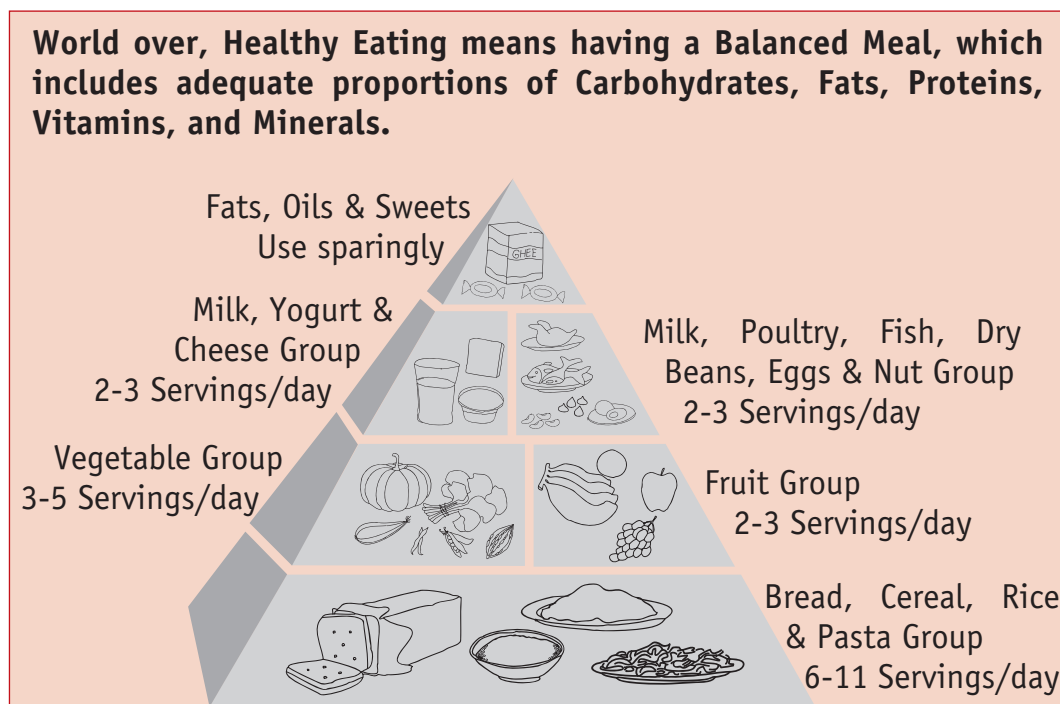 World over, Healthy Eating means having a Balanced Meal, which
includes adequate proportions of Carbohydrates, Fats, Proteins,
Vitamins, and Minerals.
Fats, Oils & Sweets
Use sparingly
GHEE
Milk, Yogurt &
Cheese Group
2-3 Servings/day
Milk, Poultry, Fish, Dry
Beans, Eggs & Nut Group
2-3 Servings/day
Vegetable Group
3-5 Servings/day
Fruit Group
2-3 Servings/day
Bread, Cereal, Rice
& Pasta Group
6-11 Servings/day